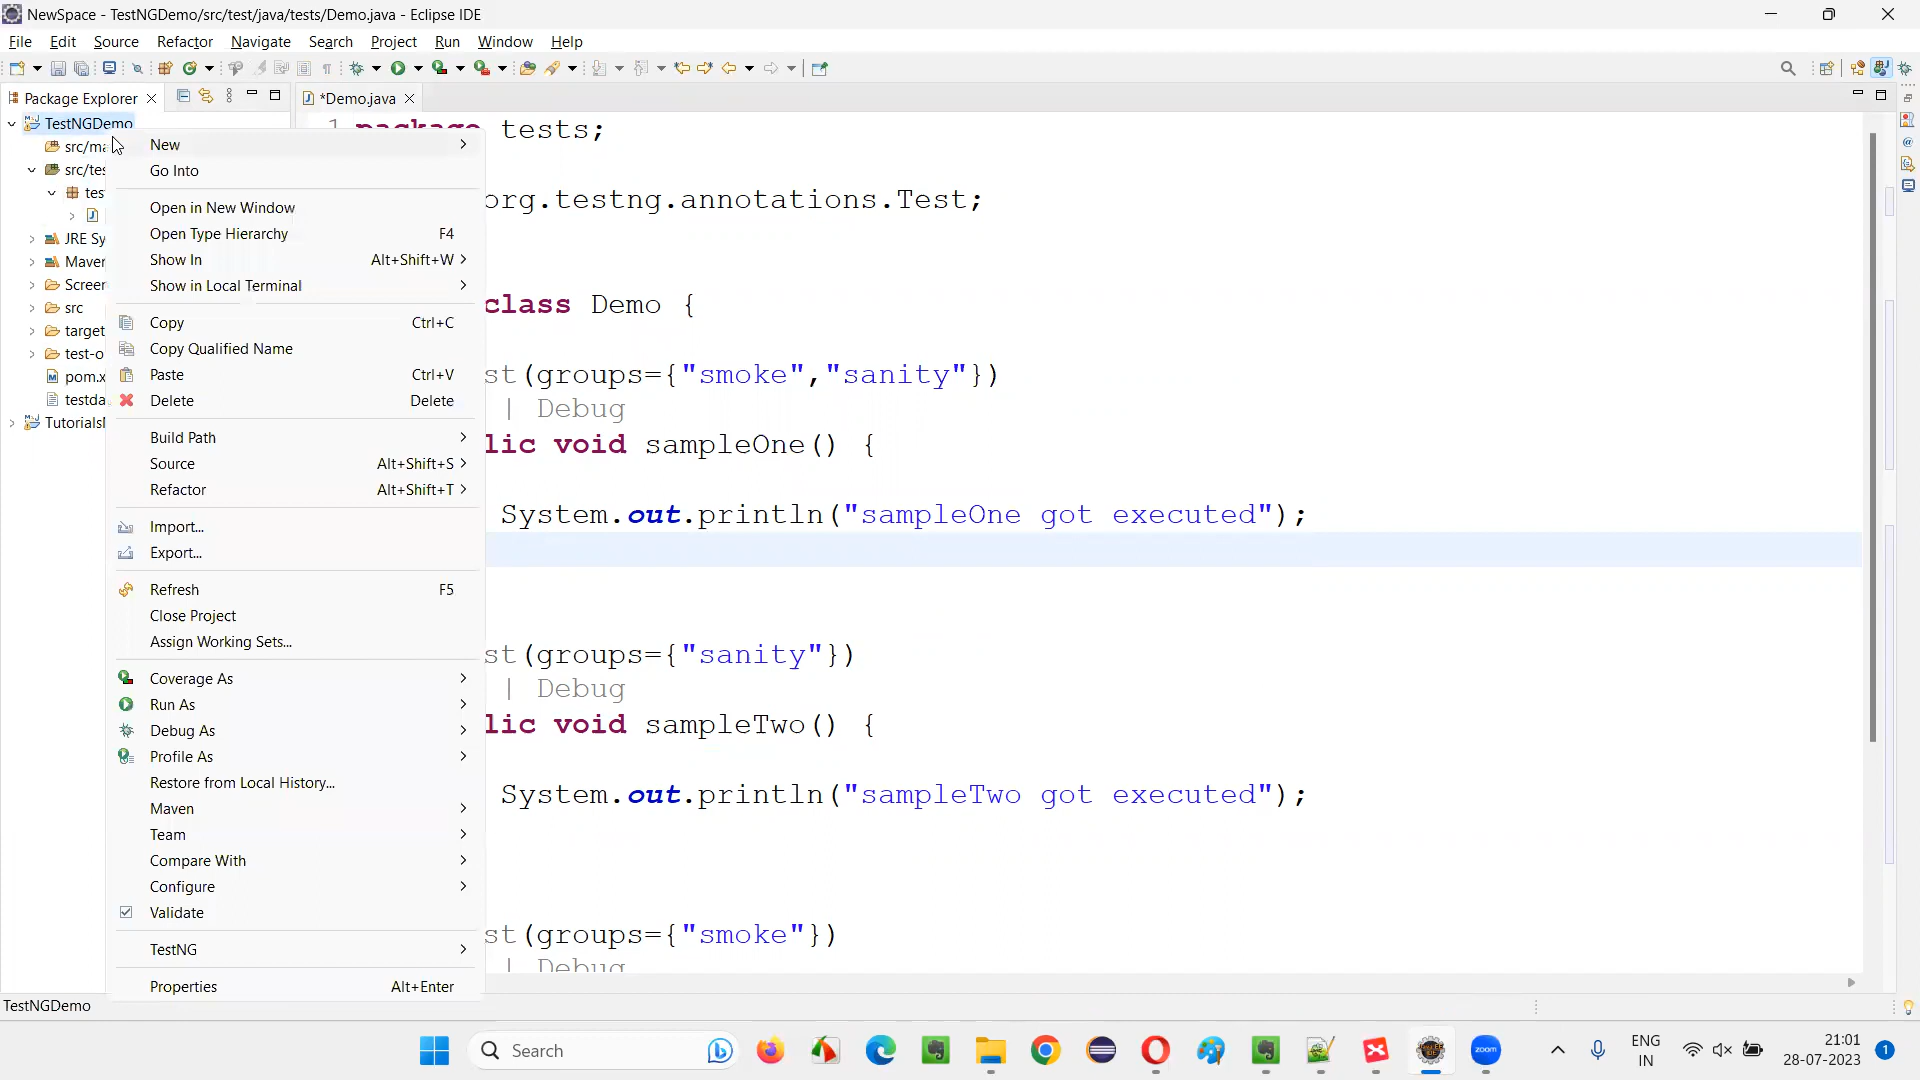 NewSpace - TestNGDemo/src/test/java/tests/Demo.java - Eclipse IDE
File Edit Source Refactor Navigate Search Project Run Window Help
Package Explorer
*Demo.java
TestNGDemo
src/ma
src/tes
tes
JRE Sy
Maven
Screen
src
target
test-o
pom.x
testda
TutorialsN
New
Go Into
Open in New Window
Open Type Hierarchy F4
Show In Alt+Shift+W
Show in Local Terminal
Copy Ctrl+C
Copy Qualified Name
Paste Ctrl+V
Delete Delete
Build Path
Source Alt+Shift+S
Refactor Alt+Shift+T
Import...
Export...
Refresh F5
Close Project
Assign Working Sets...
Coverage As
Run As
Debug As
Profile As
Restore from Local History...
Maven
Team
Compare With
Configure
Validate
TestNG
Properties Alt+Enter
1 package tests;
org.testng.annotations.Test;
class Demo {
st(groups={"smoke","sanity"})
| Debug
lic void sampleOne() {
System.out.println("sampleOne got executed");
st(groups={"sanity"})
| Debug
lic void sampleTwo() {
System.out.println("sampleTwo got executed");
st(groups={"smoke"})
| Debug
TestNGDemo
Search
zoom
ENG
IN
21:01
28-07-2023
1